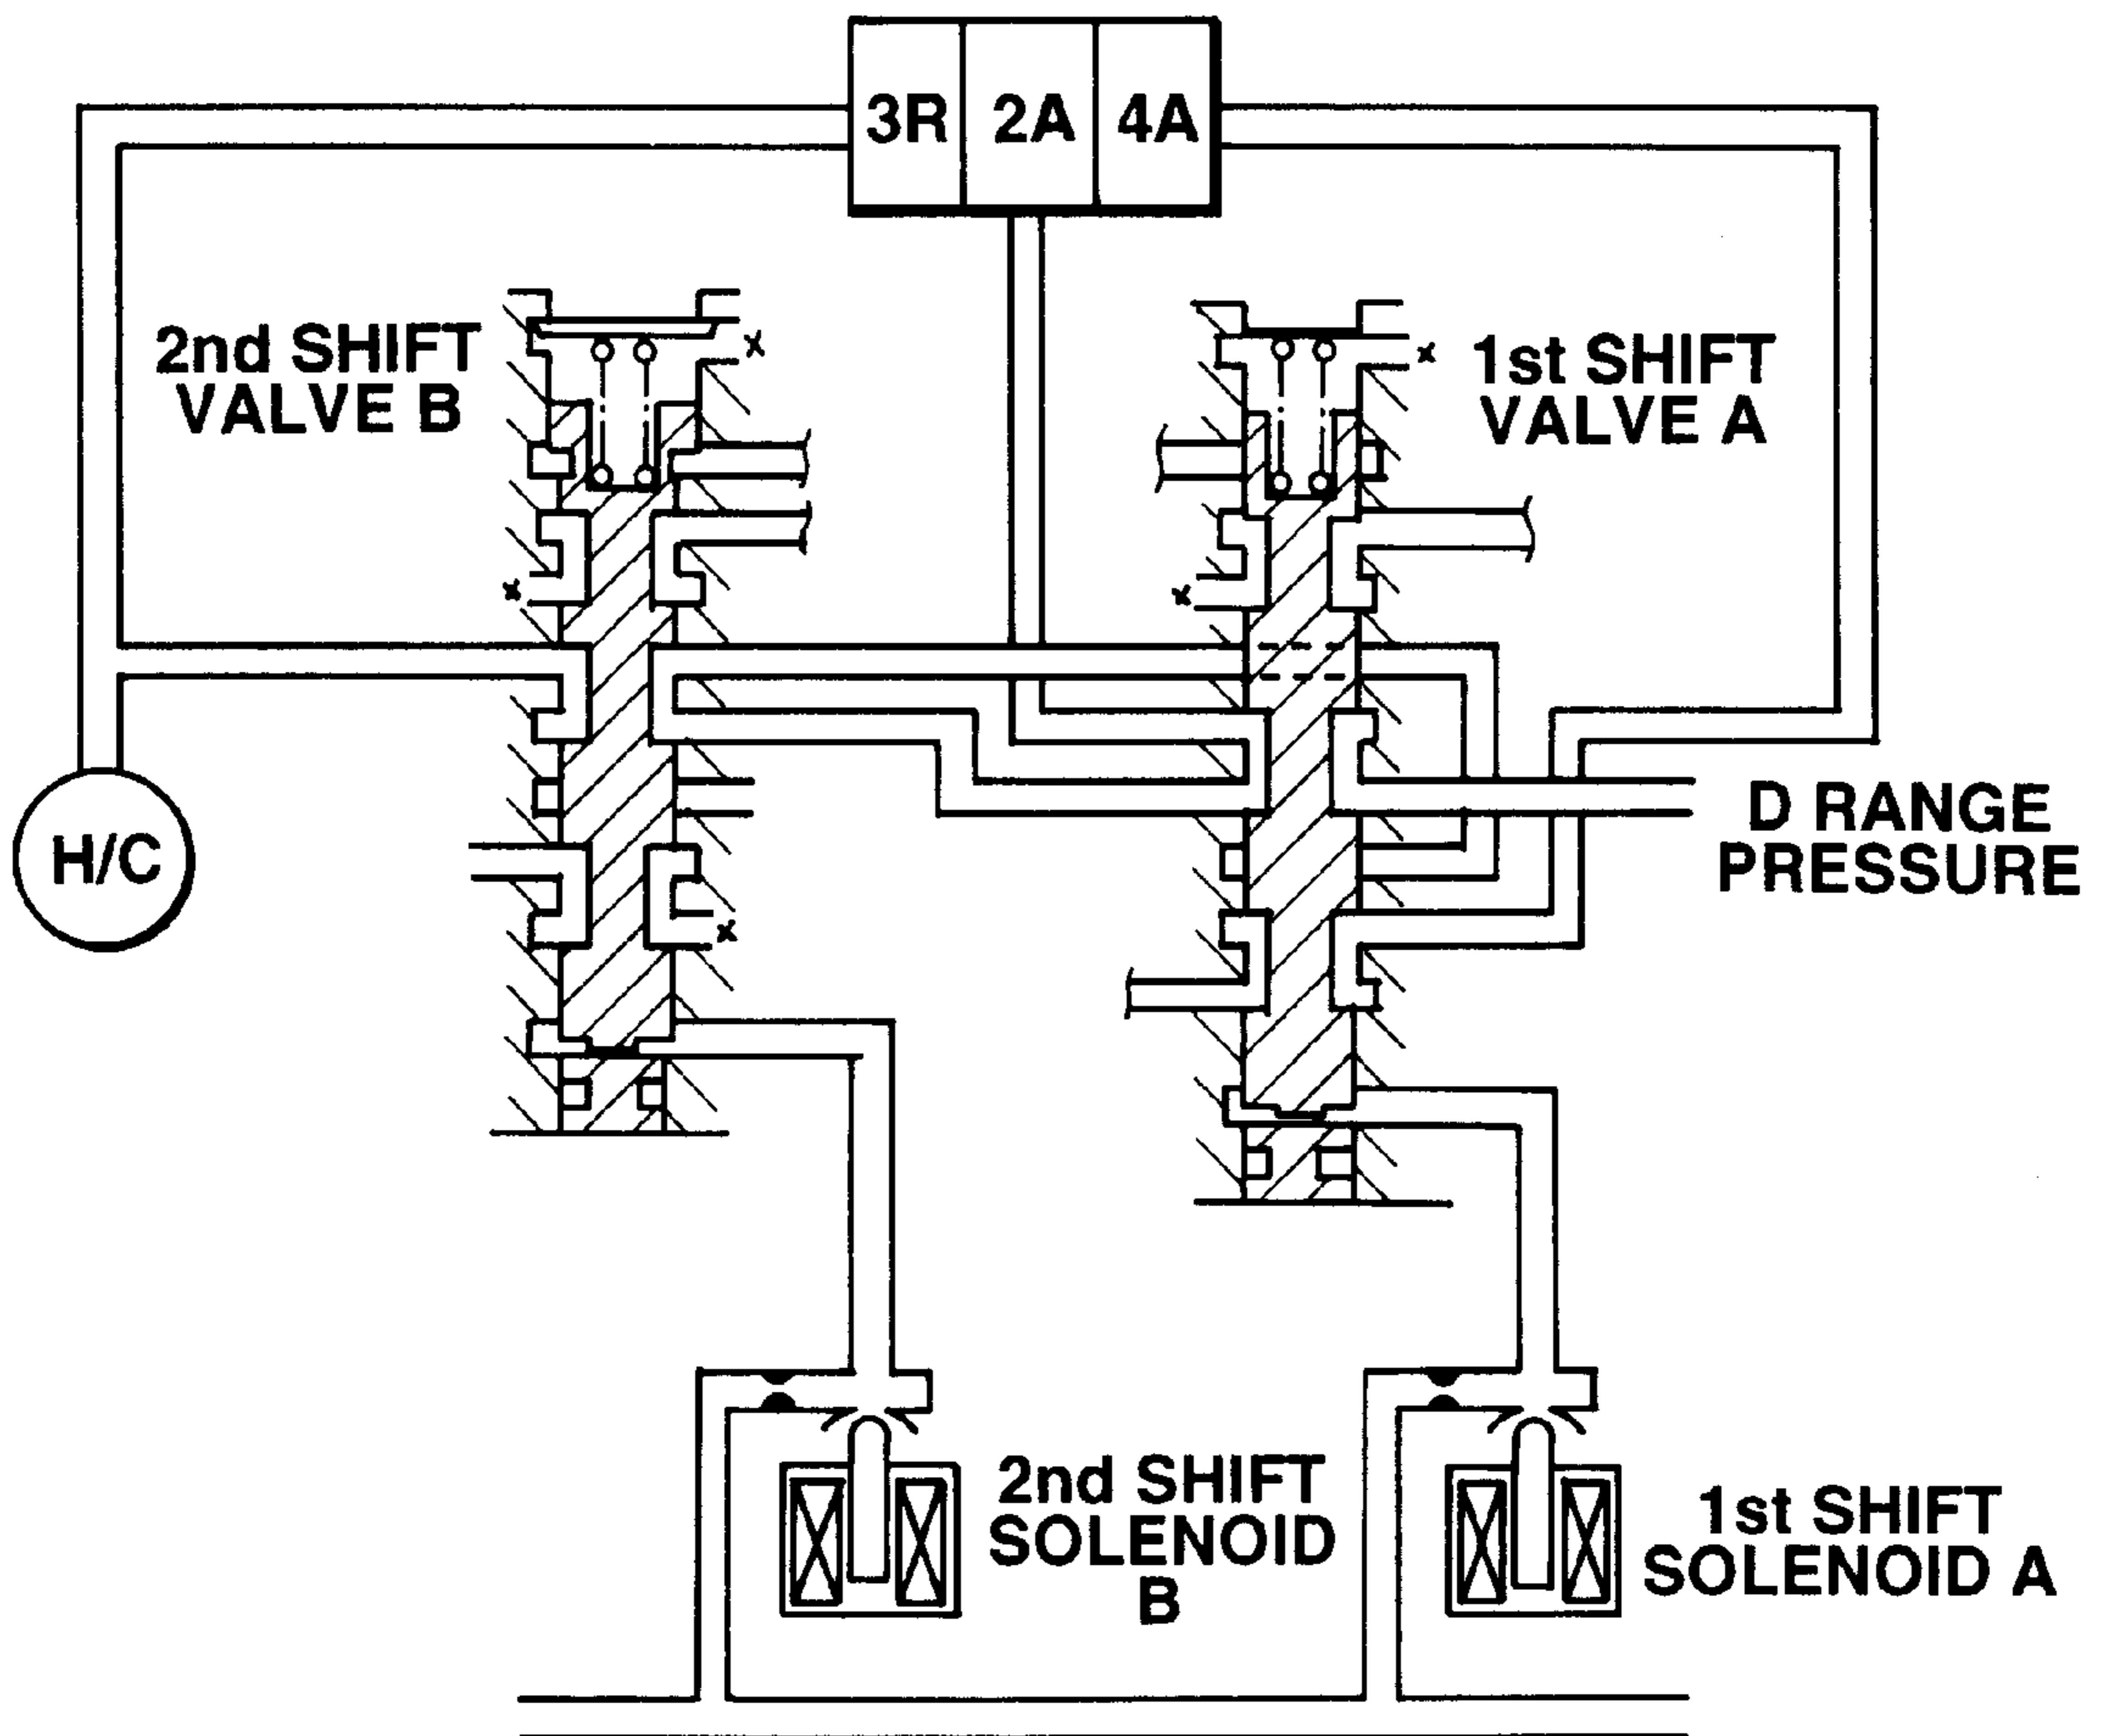 3R 2A 4A
2nd SHIFT
VALVE B
1st SHIFT
VALVE A
x
x
x
x
D RANGE
PRESSURE
H/C
x
2nd SHIFT
SOLENOID
B
1st SHIFT
SOLENOID A